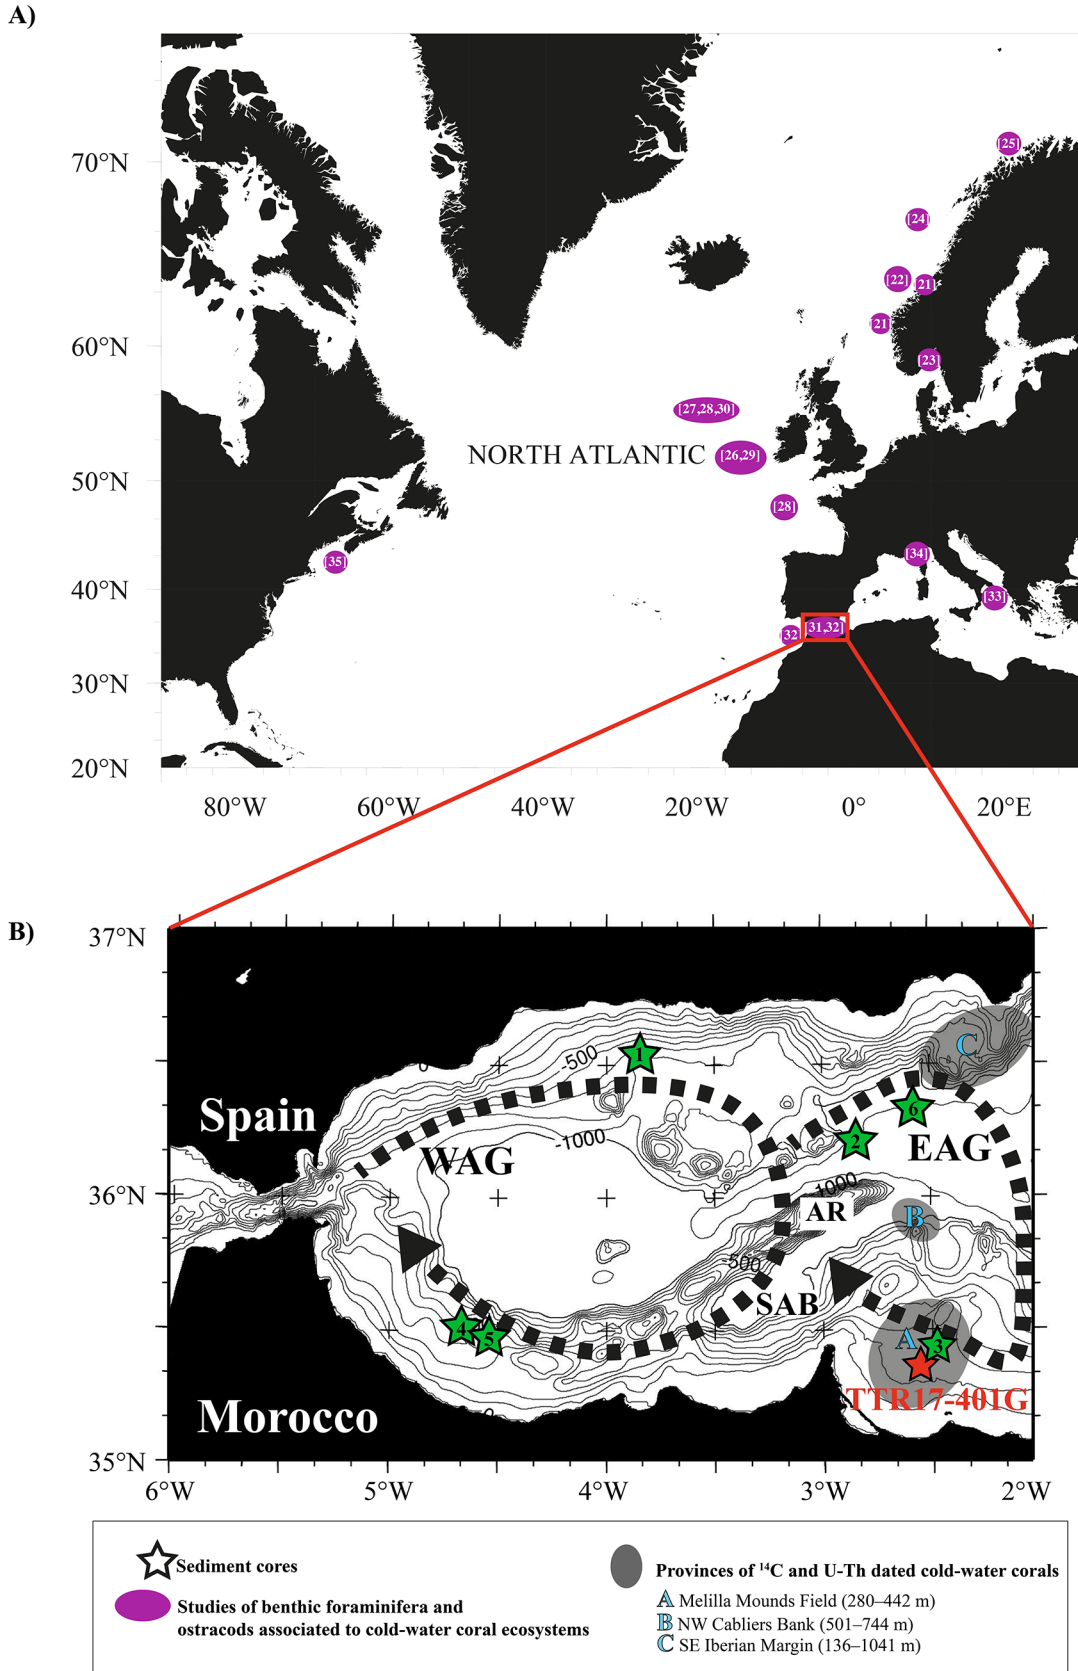 A)
70°N
60°N
50°N
40°N
30°N
20°N
80°W
60°W
40°W
20°W
0°
20°E
[25]
[24]
[22]
[21]
[21]
[23]
[27,28,30]
NORTH ATLANTIC
[26,29]
[28]
[35]
[34]
[33]
[31,32]
32
B)
37°N
36°N
35°N
0
-500
1
Spain
-1000
WAG
C
6
2
EAG
-1000
AR
B
-500
SAB
4
5
A
3
TTR17-401G
Morocco
0
6°W
5°W
4°W
3°W
2°W
Sediment cores
Studies of benthic foraminifera and
ostracods associated to cold-water coral ecosystems
Provinces of ¹⁴C and U-Th dated cold-water corals
A Melilla Mounds Field (280–442 m)
B NW Cabliers Bank (501–744 m)
C SE Iberian Margin (136–1041 m)